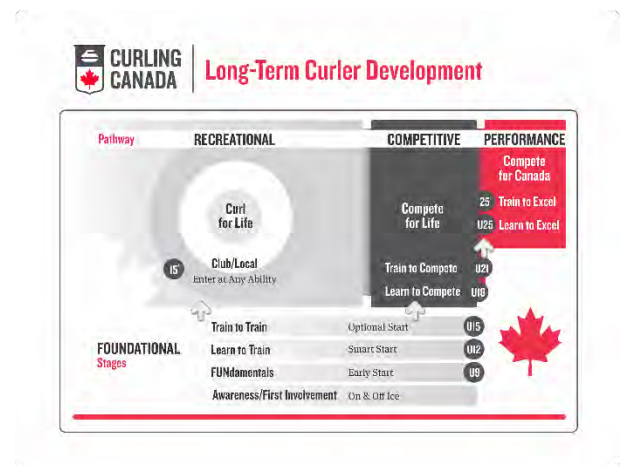 CURLING
CANADA
Long-Term Curler Development
Pathway
RECREATIONAL
COMPETITIVE
PERFORMANCE
Compete
for Canada
25 Train to Excel
U25 Learn to Excel
Curl
for Life
Compete
for Life
15+
Club/Local
Enter at Any Ability
Train to Compete U21
Learn to Compete U18
FOUNDATIONAL
Stages
Train to Train Optional Start U15
Learn to Train Smart Start U12
FUNdamentals Early Start U9
Awareness/First Involvement On & Off Ice